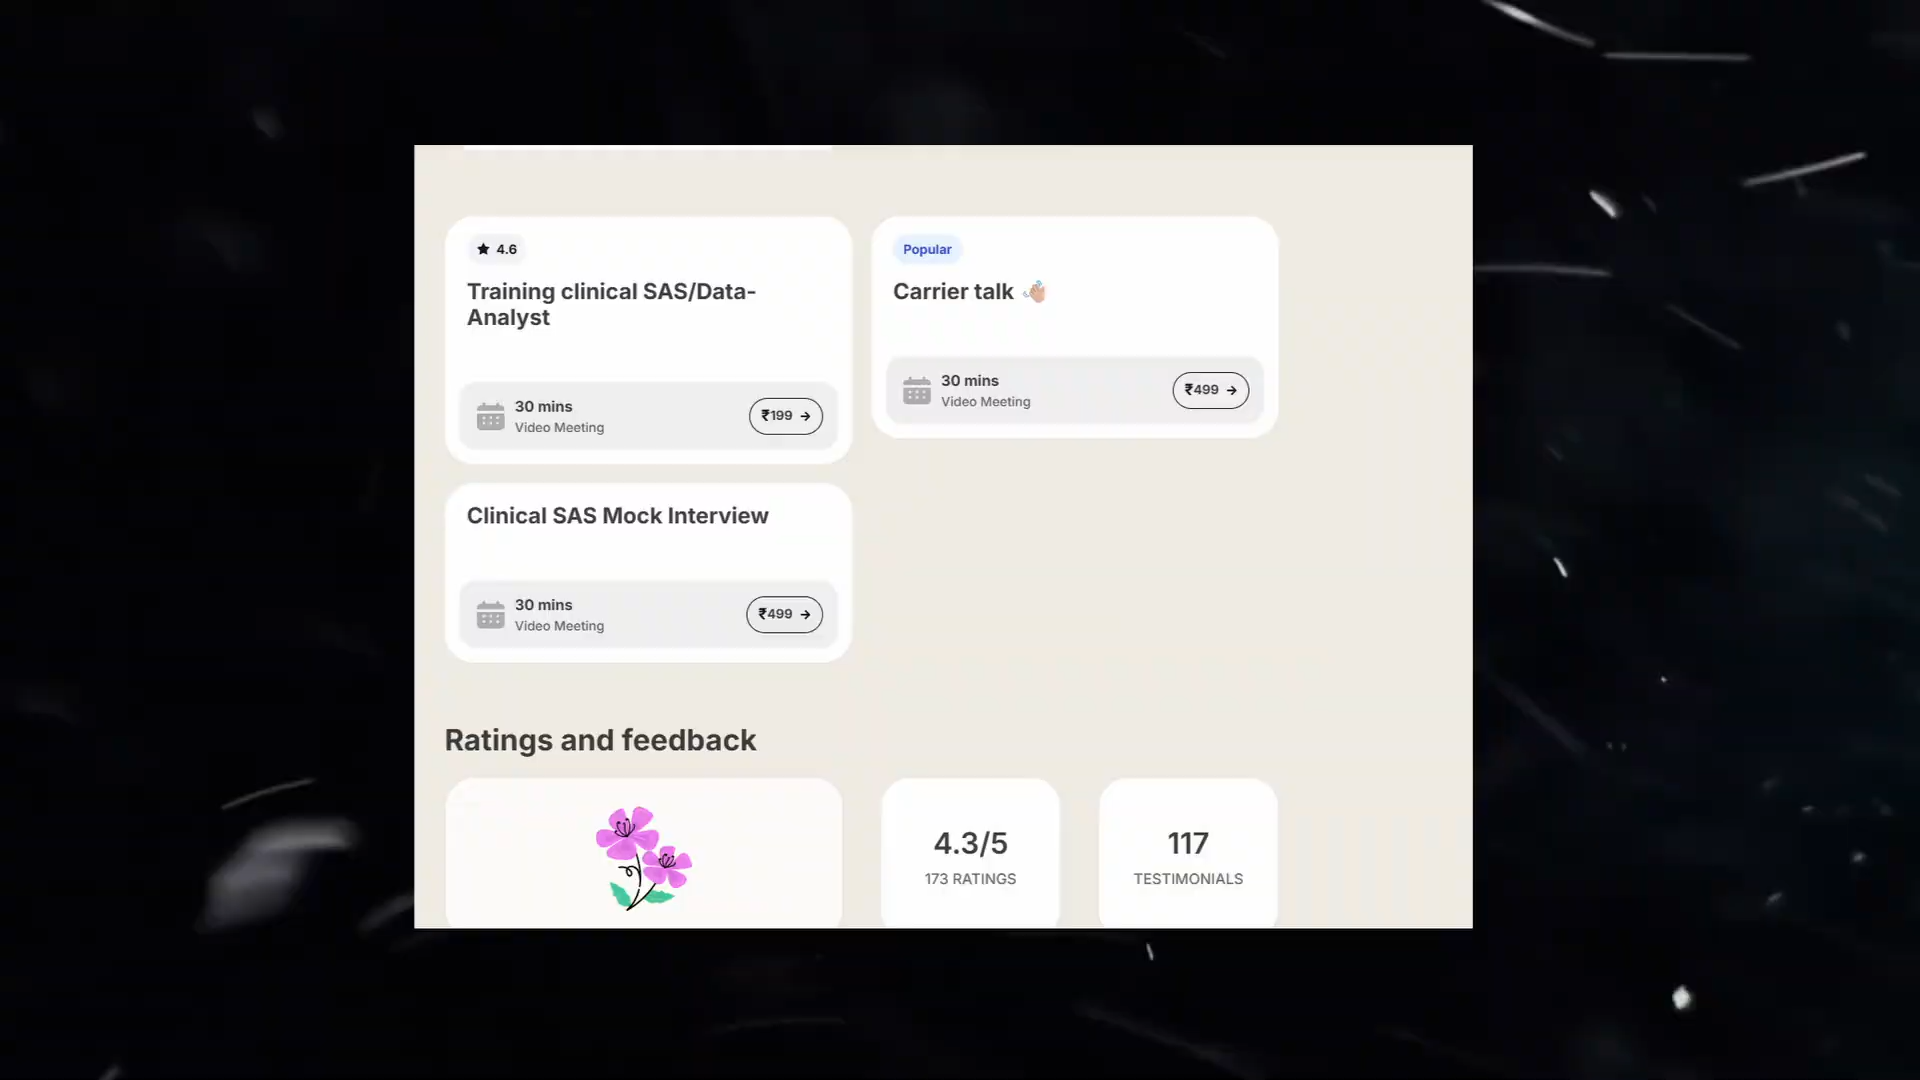 ★ 4.6
Training clinical SAS/Data-
Analyst
30 mins
Video Meeting
₹199 →
Popular
Carrier talk 👋🏼
30 mins
Video Meeting
₹499 →
Clinical SAS Mock Interview
30 mins
Video Meeting
₹499 →
Ratings and feedback
4.3/5
173 RATINGS
117
TESTIMONIALS